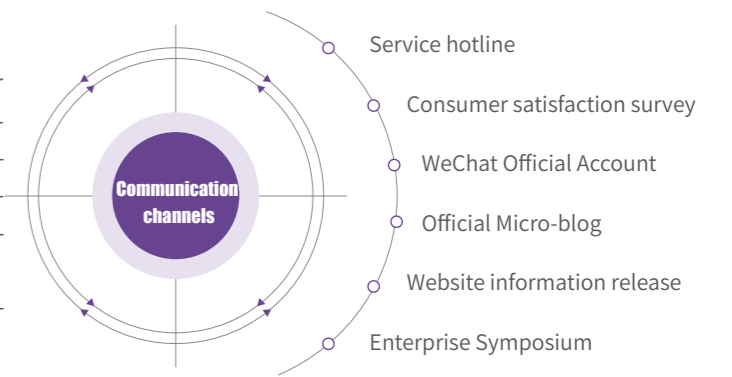 Communication
channels
Service hotline
Consumer satisfaction survey
WeChat Official Account
Official Micro-blog
Website information release
Enterprise Symposium